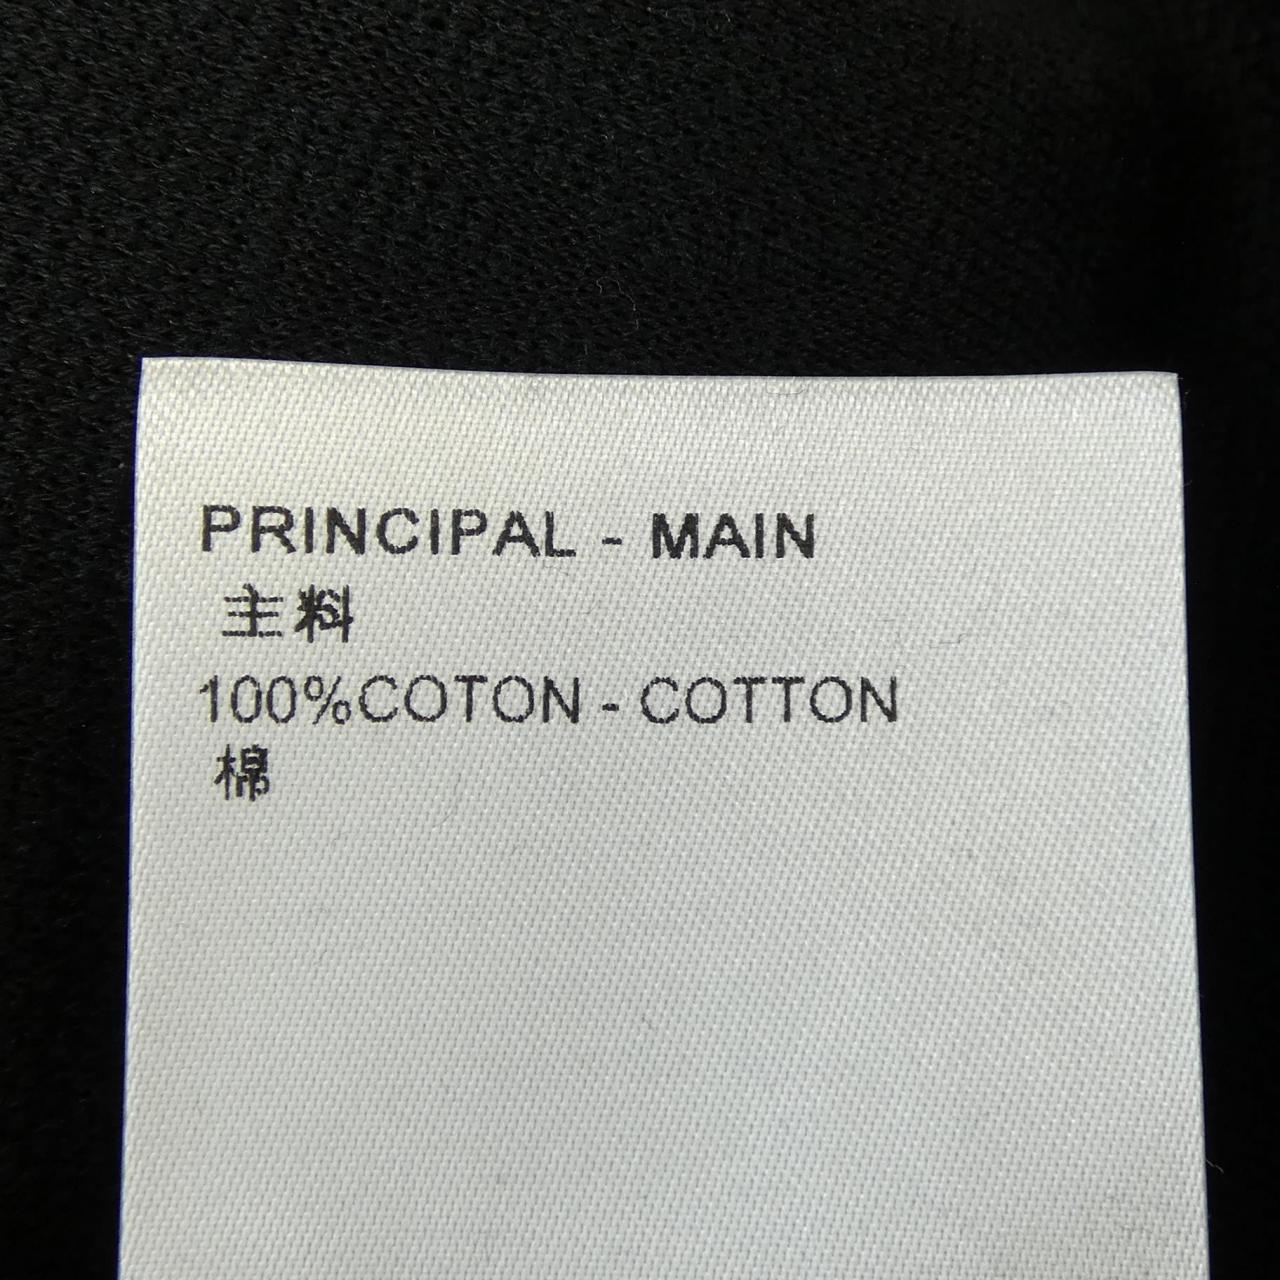 PRINCIPAL - MAIN
主料
100%COTON - COTTON
棉